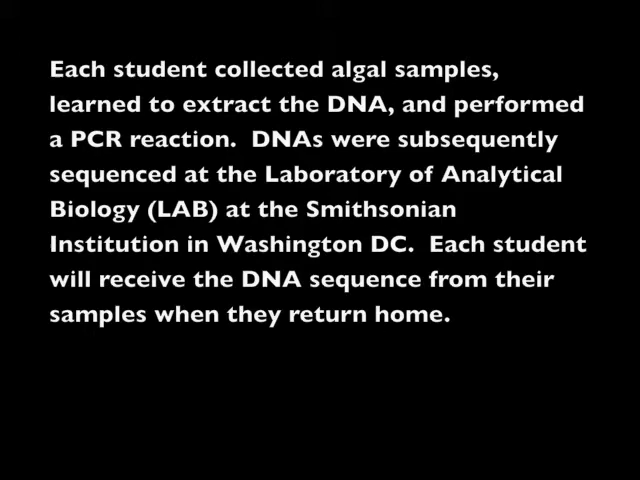 Each student collected algal samples,
learned to extract the DNA, and performed
a PCR reaction.  DNAs were subsequently
sequenced at the Laboratory of Analytical
Biology (LAB) at the Smithsonian
Institution in Washington DC.  Each student
will receive the DNA sequence from their
samples when they return home.